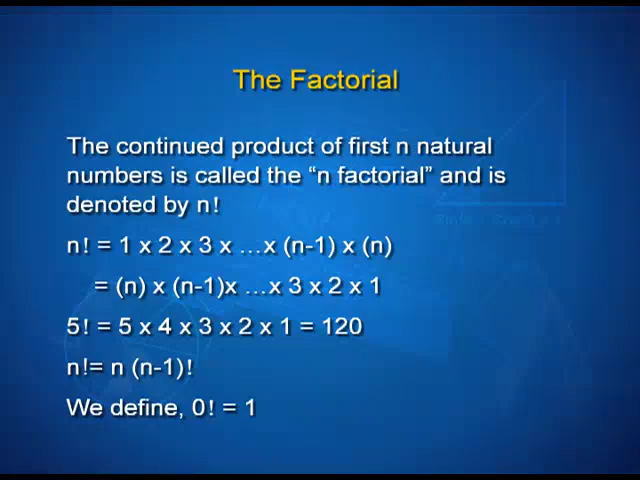 The Factorial
The continued product of first n natural
numbers is called the “n factorial” and is
denoted by n!
n! = 1 x 2 x 3 x …x (n-1) x (n)
= (n) x (n-1)x …x 3 x 2 x 1
5! = 5 x 4 x 3 x 2 x 1 = 120
n!= n (n-1)!
We define, 0! = 1